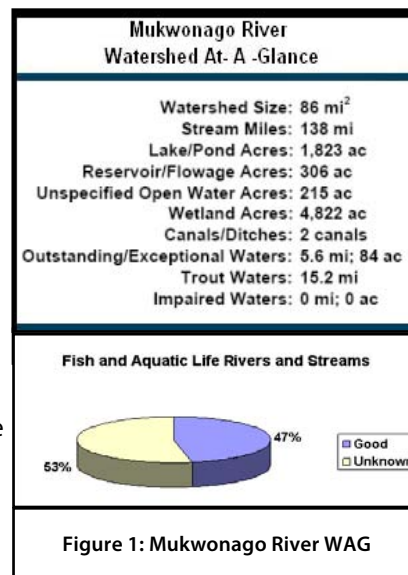 Mukwonago River
Watershed At- A -Glance
Watershed Size: 86 mi²
Stream Miles: 138 mi
Lake/Pond Acres: 1,823 ac
Reservoir/Flowage Acres: 306 ac
Unspecified Open Water Acres: 215 ac
Wetland Acres: 4,822 ac
Canals/Ditches: 2 canals
Outstanding/Exceptional Waters: 5.6 mi; 84 ac
Trout Waters: 15.2 mi
Impaired Waters: 0 mi; 0 ac
Fish and Aquatic Life Rivers and Streams
47%
53%
Good
Unknown
Figure 1: Mukwonago River WAG